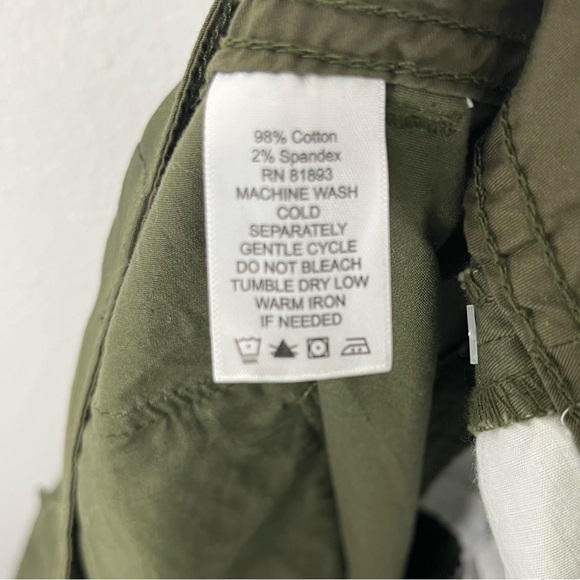 98% Cotton
2% Spandex
RN 81893
MACHINE WASH
COLD
SEPARATELY
GENTLE CYCLE
DO NOT BLEACH
TUMBLE DRY LOW
WARM IRON
IF NEEDED